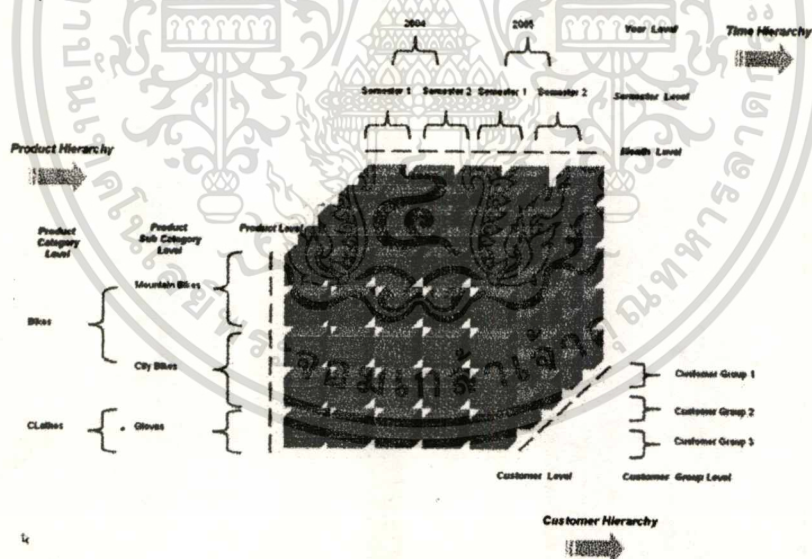 2004 2005 Year Level Time Hierarchy
Semester 1 Semester 2 Semester 1 Semester 2 Semester Level
Month Level
Product Hierarchy
Product Category Level
Product Sub Category Level
Product Level
Mountain Bikes
Bikes
City Bikes
CLothes
Gloves
Customer Group 1
Customer Group 2
Customer Group 3
Customer Level Customer Group Level
Customer Hierarchy